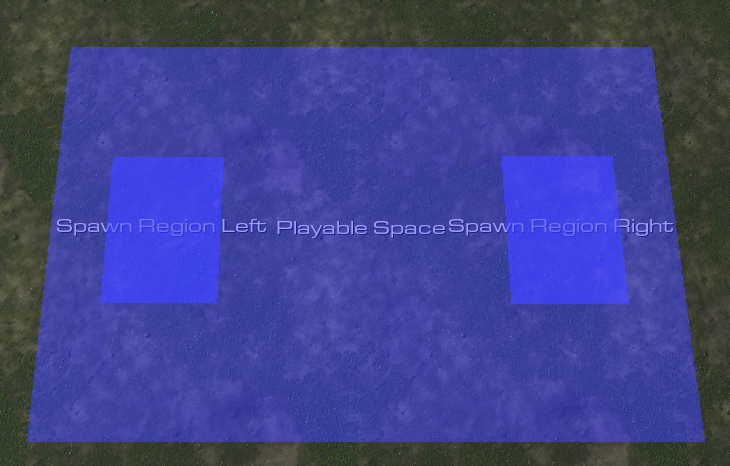 Spawn Region Left
Playable Space
Spawn Region Right